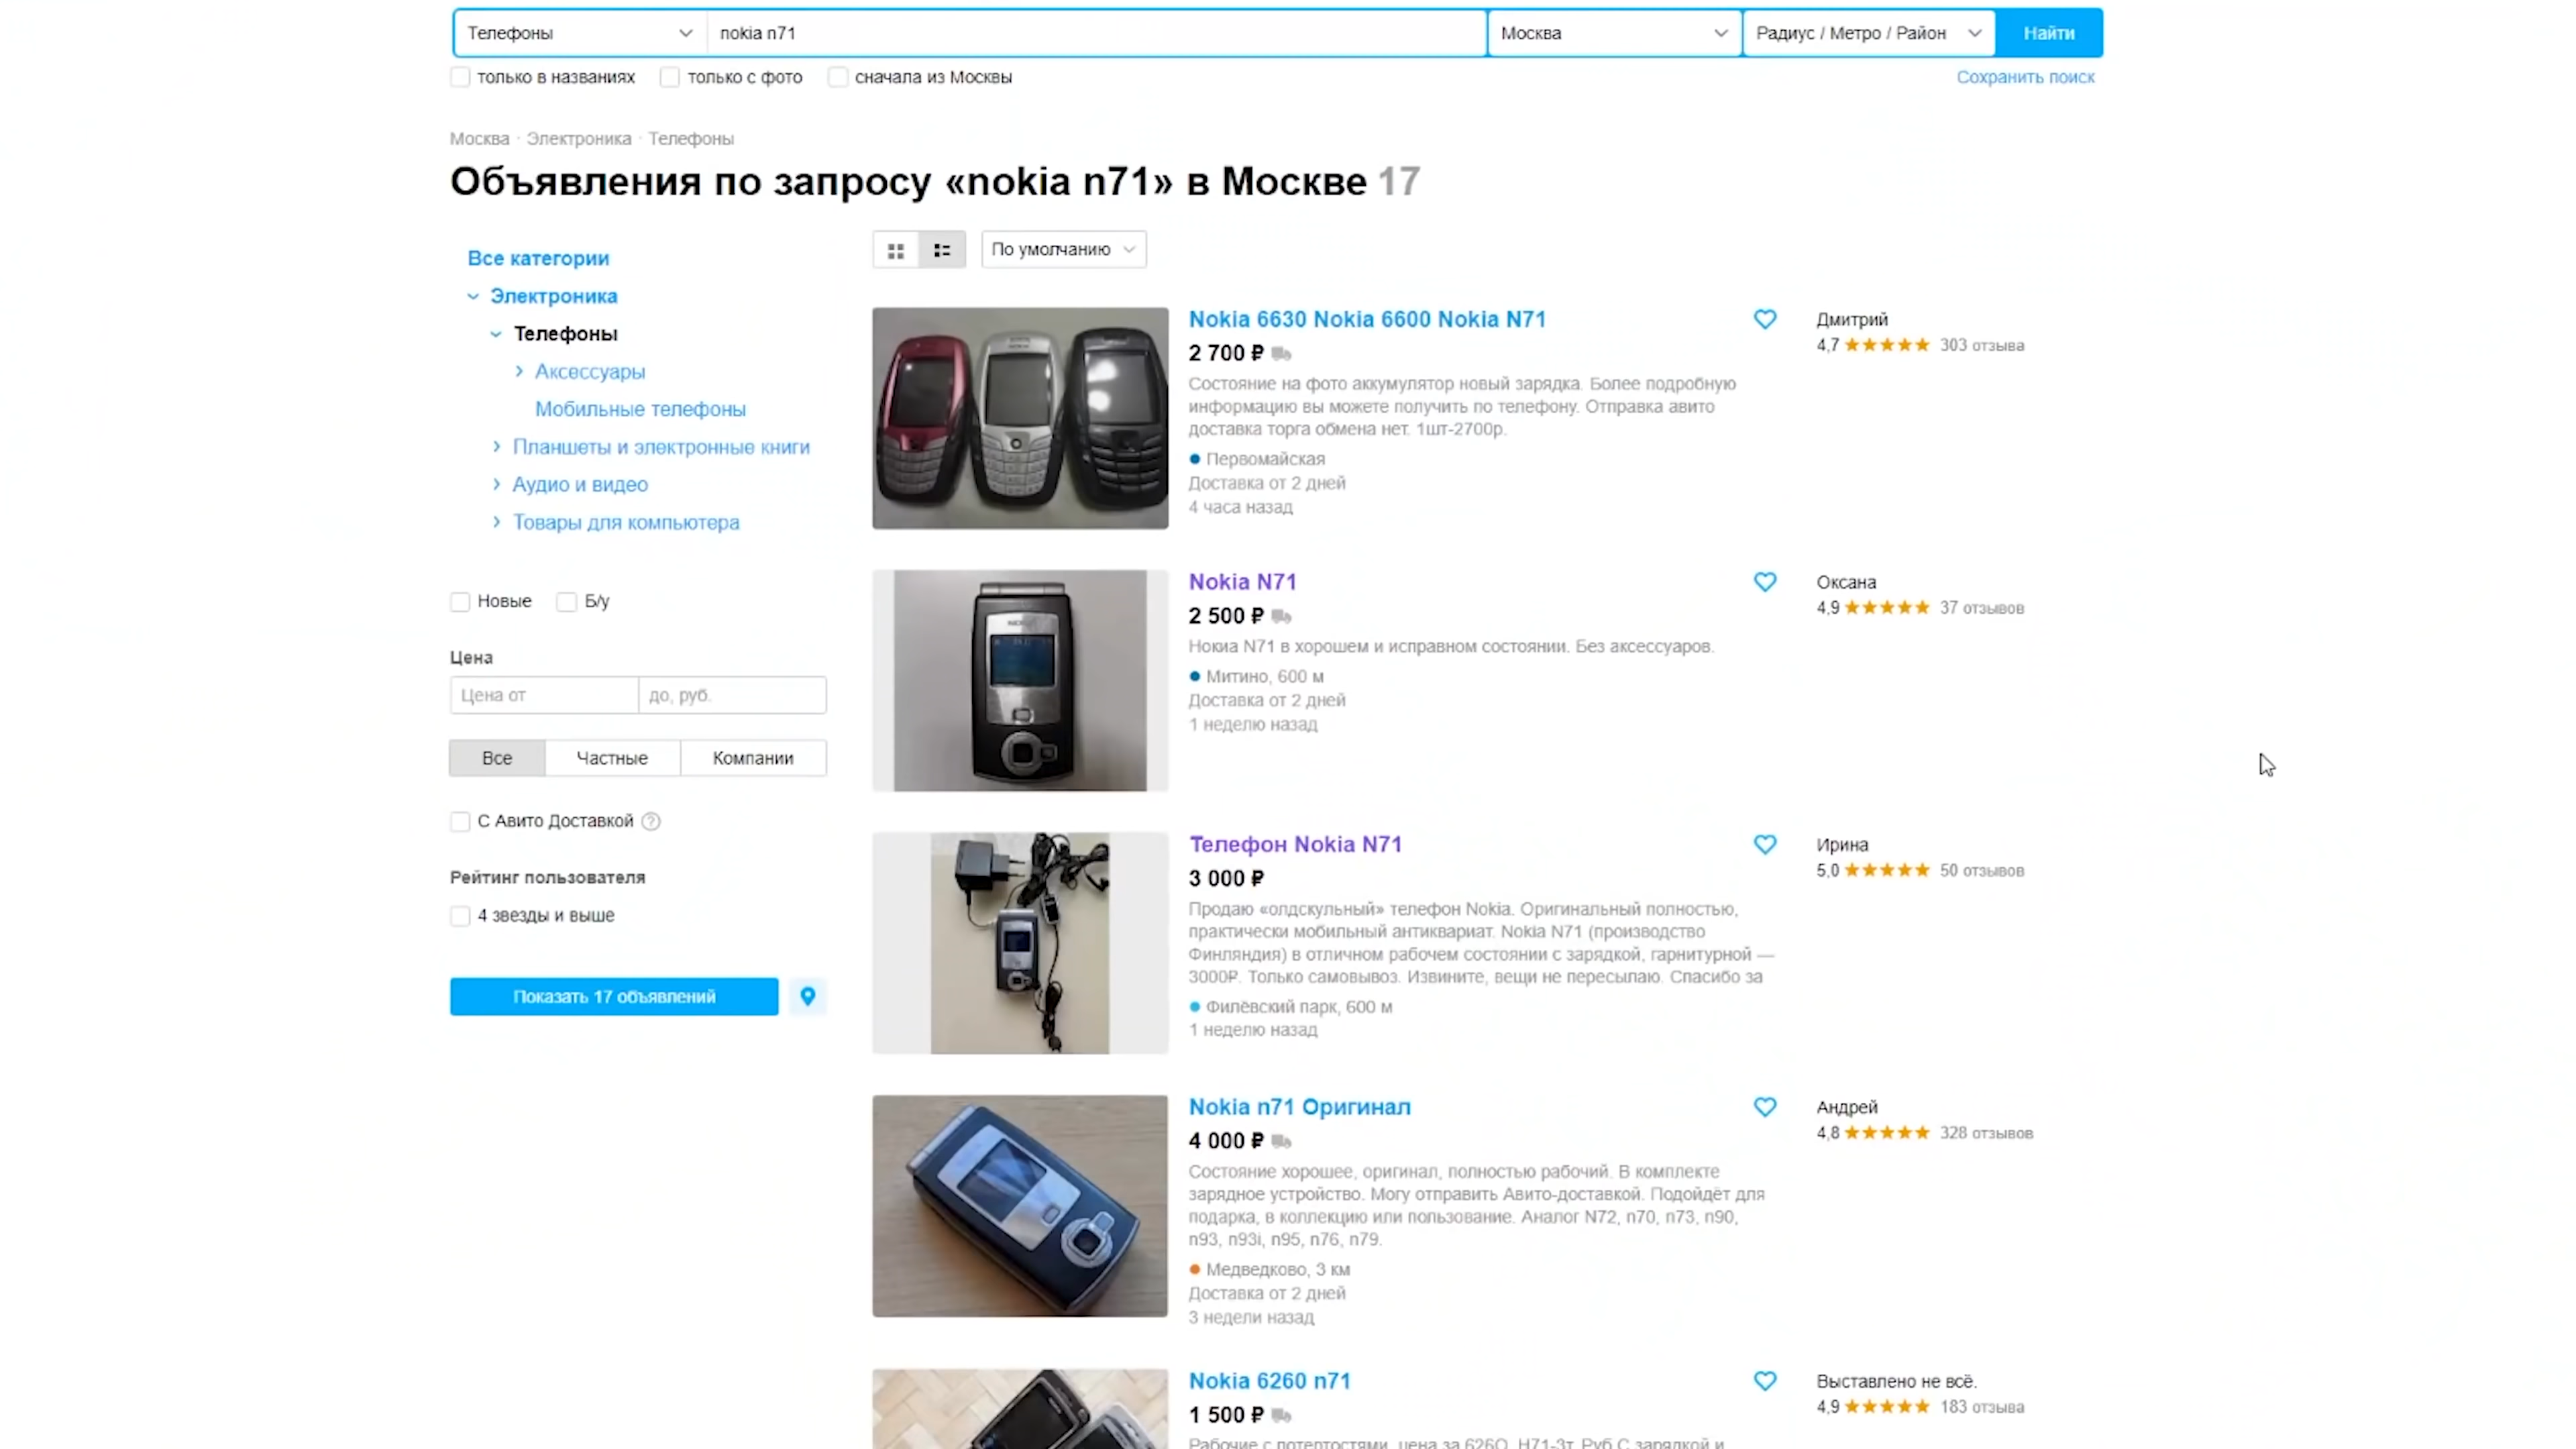 Телефоны
nokia n71
Москва
Радиус / Метро / Район
Найти
только в названиях
только с фото
сначала из Москвы
Сохранить поиск
Москва · Электроника · Телефоны
Объявления по запросу «nokia n71» в Москве 17
Все категории
Электроника
Телефоны
Аксессуары
Мобильные телефоны
Планшеты и электронные книги
Аудио и видео
Товары для компьютера
Новые
Б/у
Цена
Цена от
до, руб.
Все
Частные
Компании
С Авито Доставкой
Рейтинг пользователя
4 звезды и выше
Показать 17 объявлений
По умолчанию
Nokia 6630 Nokia 6600 Nokia N71
2 700 ₽
Состояние на фото аккумулятор новый зарядка. Более подробную
информацию вы можете получить по телефону. Отправка авито
доставка торга обмена нет. 1шт-2700р.
Первомайская
Доставка от 2 дней
4 часа назад
Дмитрий
4,7 303 отзыва
Nokia N71
2 500 ₽
Нокиа N71 в хорошем и исправном состоянии. Без аксессуаров.
Митино, 600 м
Доставка от 2 дней
1 неделю назад
Оксана
4,9 37 отзывов
Телефон Nokia N71
3 000 ₽
Продаю «олдскульный» телефон Nokia. Оригинальный полностью,
практически мобильный антиквариат. Nokia N71 (производство
Финляндия) в отличном рабочем состоянии с зарядкой, гарнитурной —
3000₽. Только самовывоз. Извините, вещи не пересылаю. Спасибо за
Филёвский парк, 600 м
1 неделю назад
Ирина
5,0 50 отзывов
Nokia n71 Оригинал
4 000 ₽
Состояние хорошее, оригинал, полностью рабочий. В комплекте
зарядное устройство. Могу отправить Авито-доставкой. Подойдёт для
подарка, в коллекцию или пользование. Аналог N72, n70, n73, n90,
n93, n93i, n95, n76, n79.
Медведково, 3 км
Доставка от 2 дней
3 недели назад
Андрей
4,8 328 отзывов
Nokia 6260 n71
1 500 ₽
Рабочие с потертостями, цена за 626О, Н71-3т. Руб С зарядкой и
Выставлено не всё.
4,9 183 отзыва